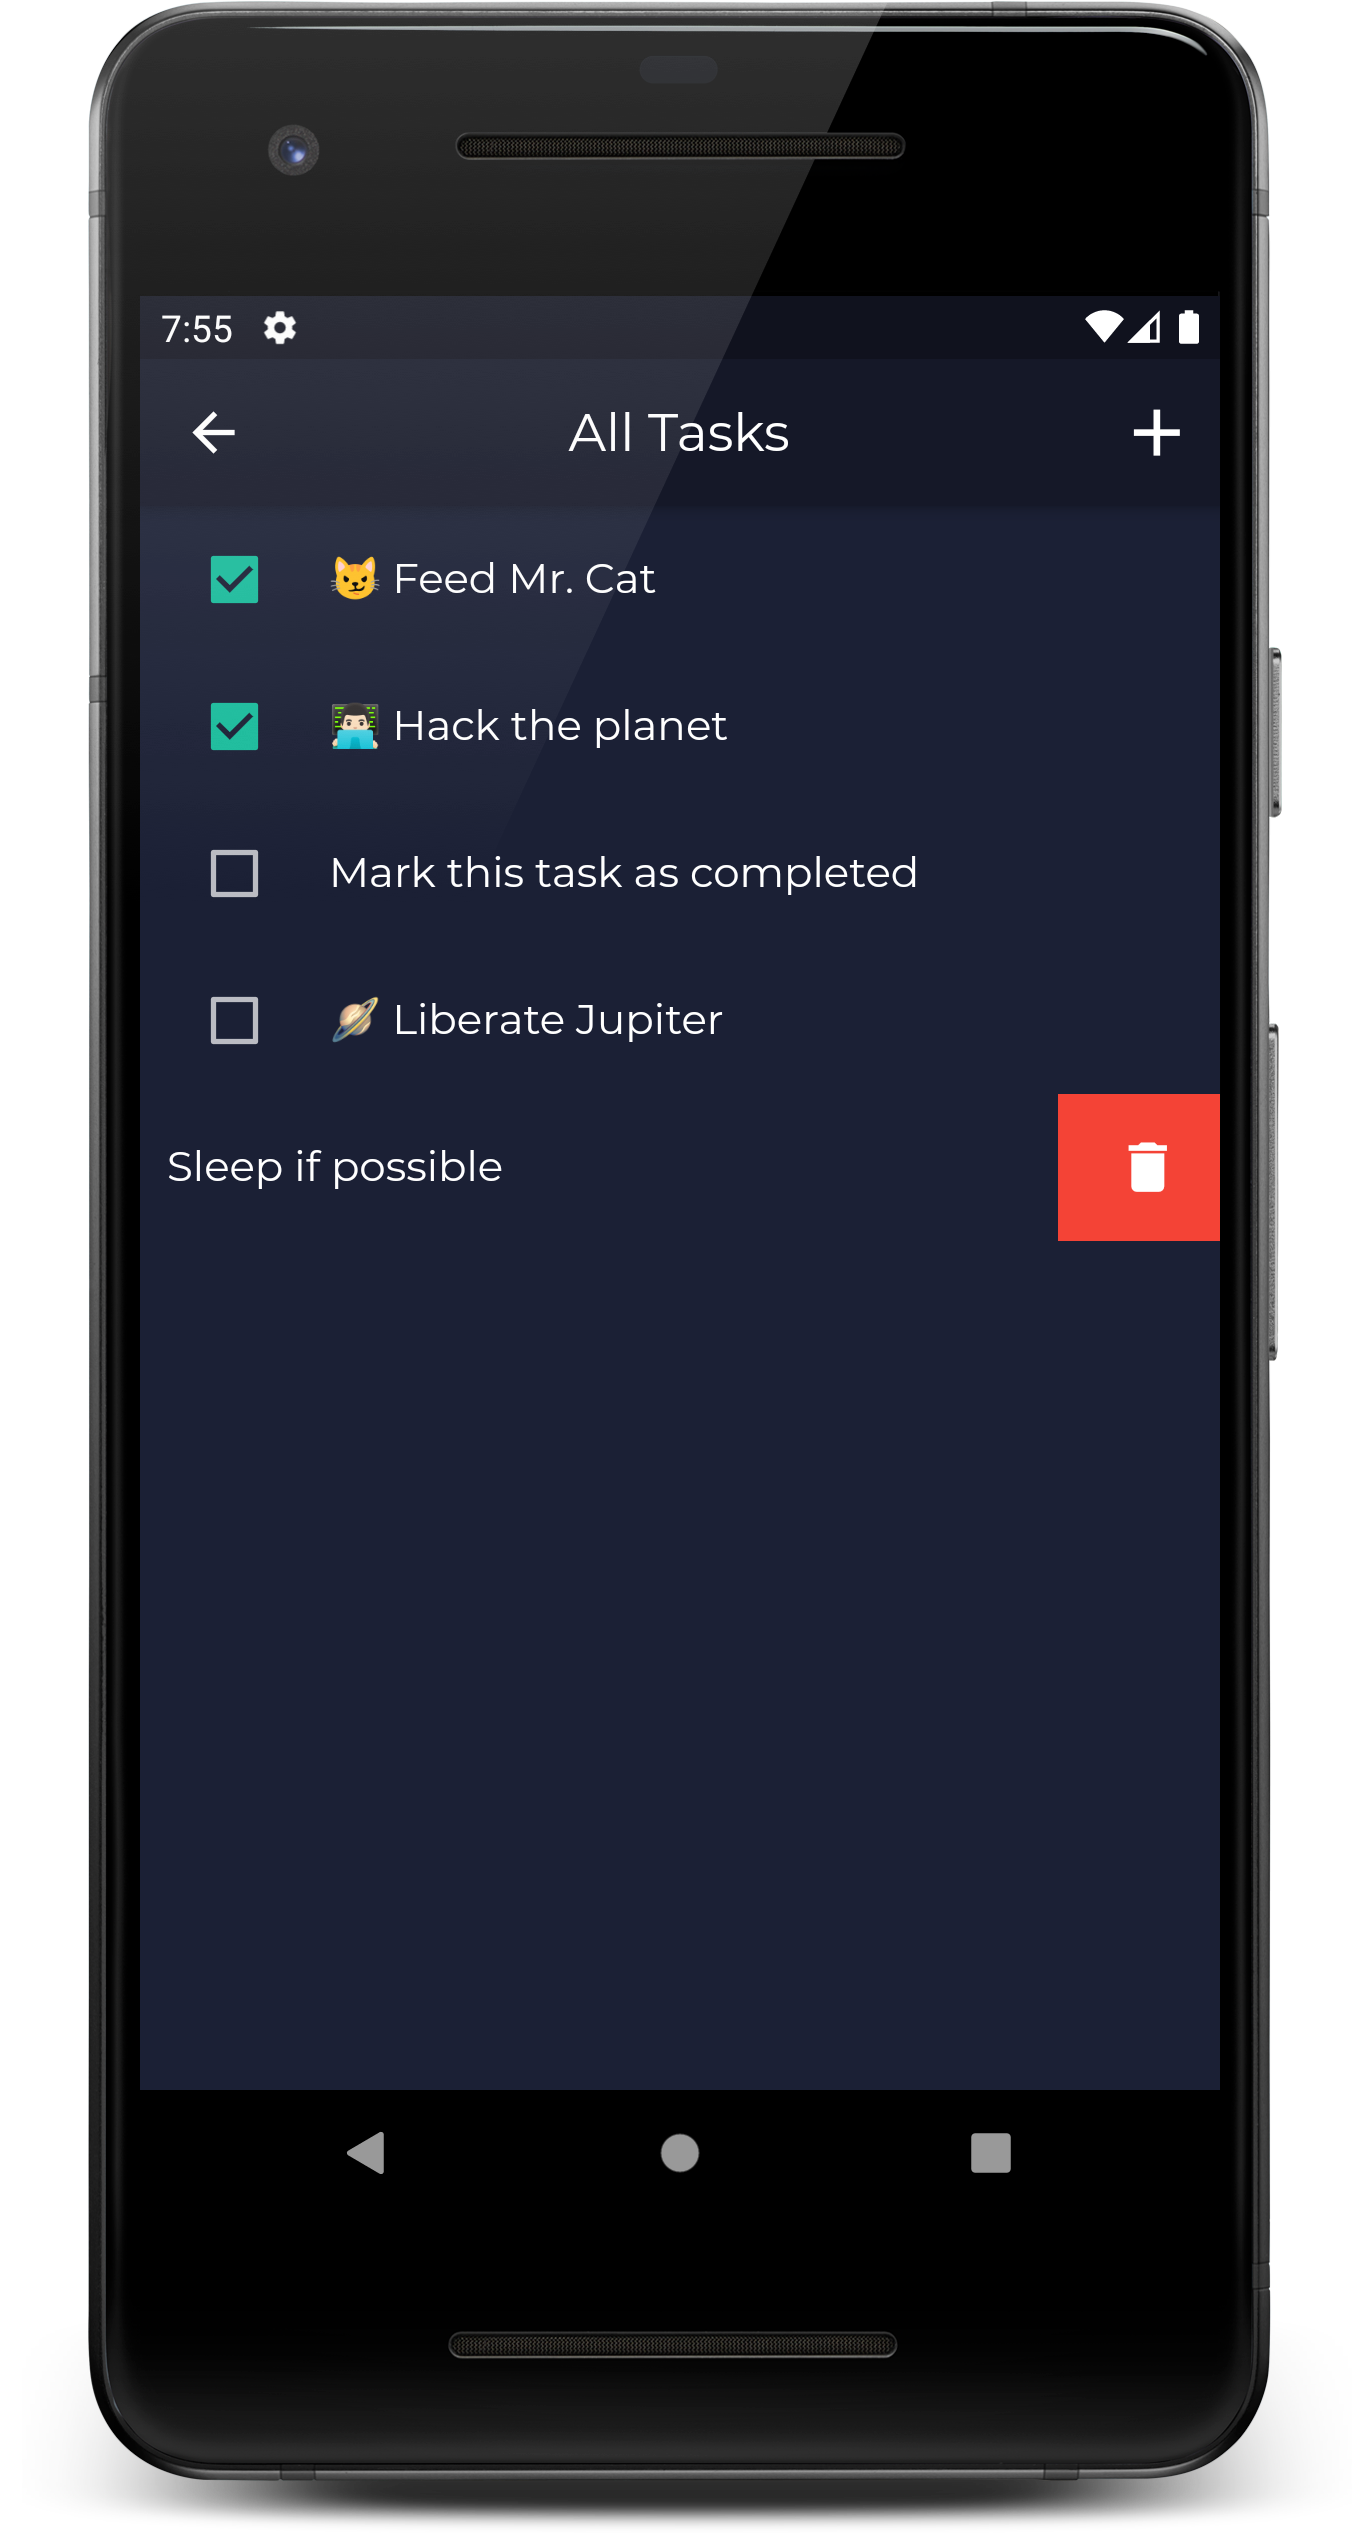 7:55
All Tasks
😼 Feed Mr. Cat
👨🏻‍💻 Hack the planet
Mark this task as completed
🪐 Liberate Jupiter
Sleep if possible